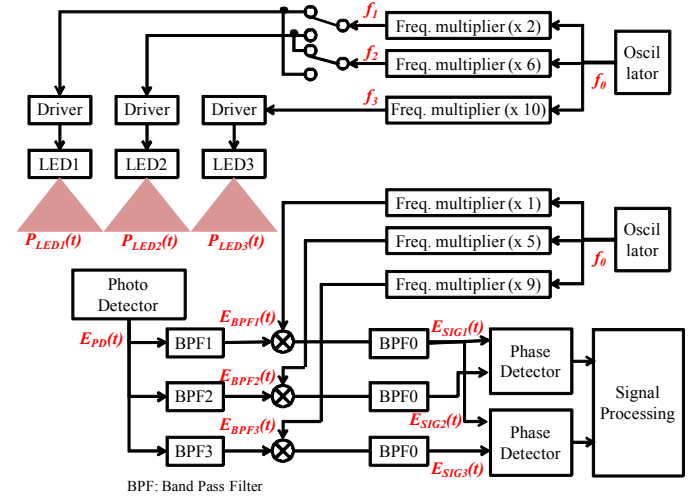 f1
Freq. multiplier (x 2)
Oscil
lator
f2
Freq. multiplier (x 6)
f0
f3
Driver
Driver
Driver
Freq. multiplier (x 10)
LED1
LED2
LED3
Freq. multiplier (x 1)
PLED1(t)
PLED2(t)
PLED3(t)
Freq. multiplier (x 5)
Oscil
lator
f0
Photo
Detector
Freq. multiplier (x 9)
EPD(t)
EBPF1(t)
ESIG1(t)
BPF1
BPF0
Phase
Detector
EBPF2(t)
BPF2
BPF0
Signal
Processing
ESIG2(t)
EBPF3(t)
BPF3
BPF0
Phase
Detector
ESIG3(t)
BPF: Band Pass Filter